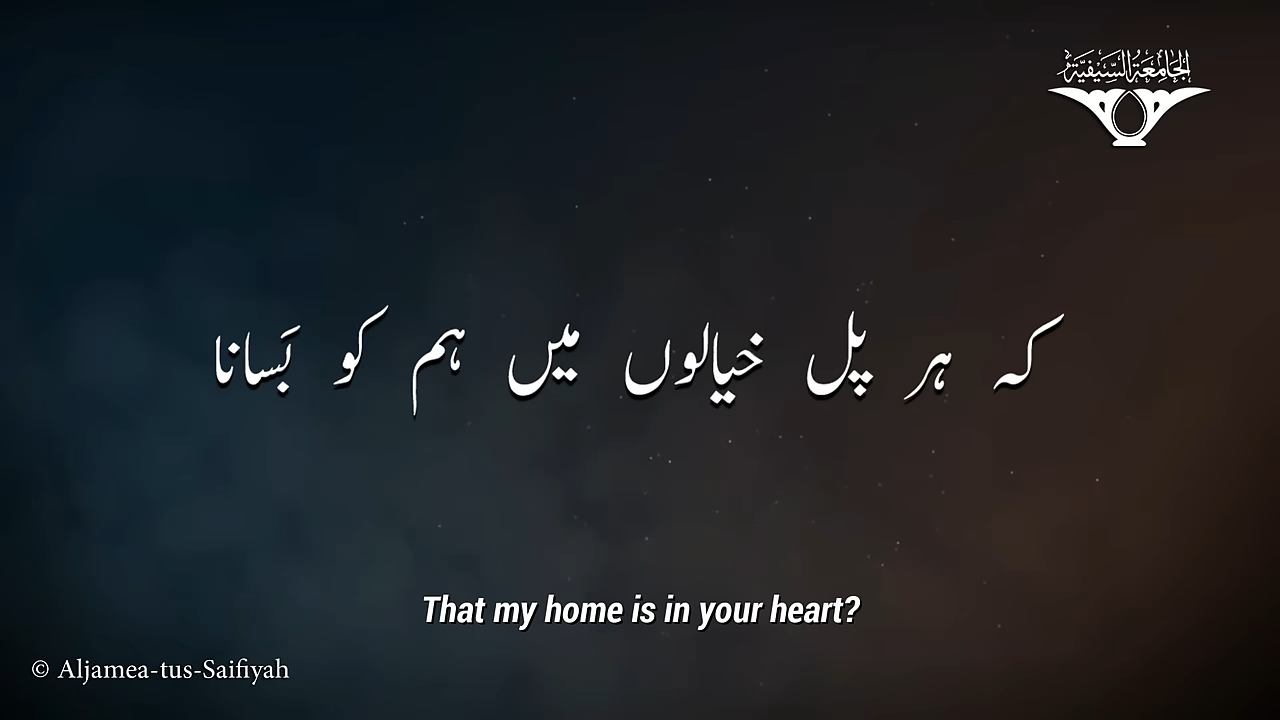 الجامعة السيفية
کہ ہر پل خیالوں میں ہم کو بَسانا
That my home is in your heart?
© Aljamea-tus-Saifiyah